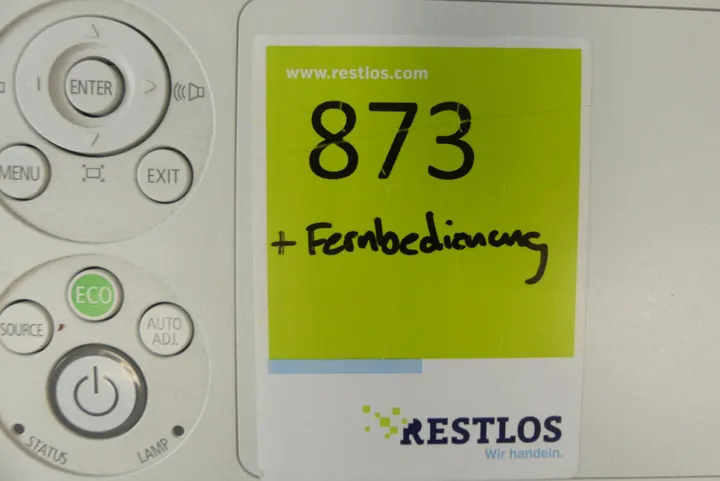 ENTER
MENU
EXIT
ECO
SOURCE
AUTO
ADJ.
STATUS
LAMP
www.restlos.com
873
+ Fernbedienung
RESTLOS
Wir handeln.